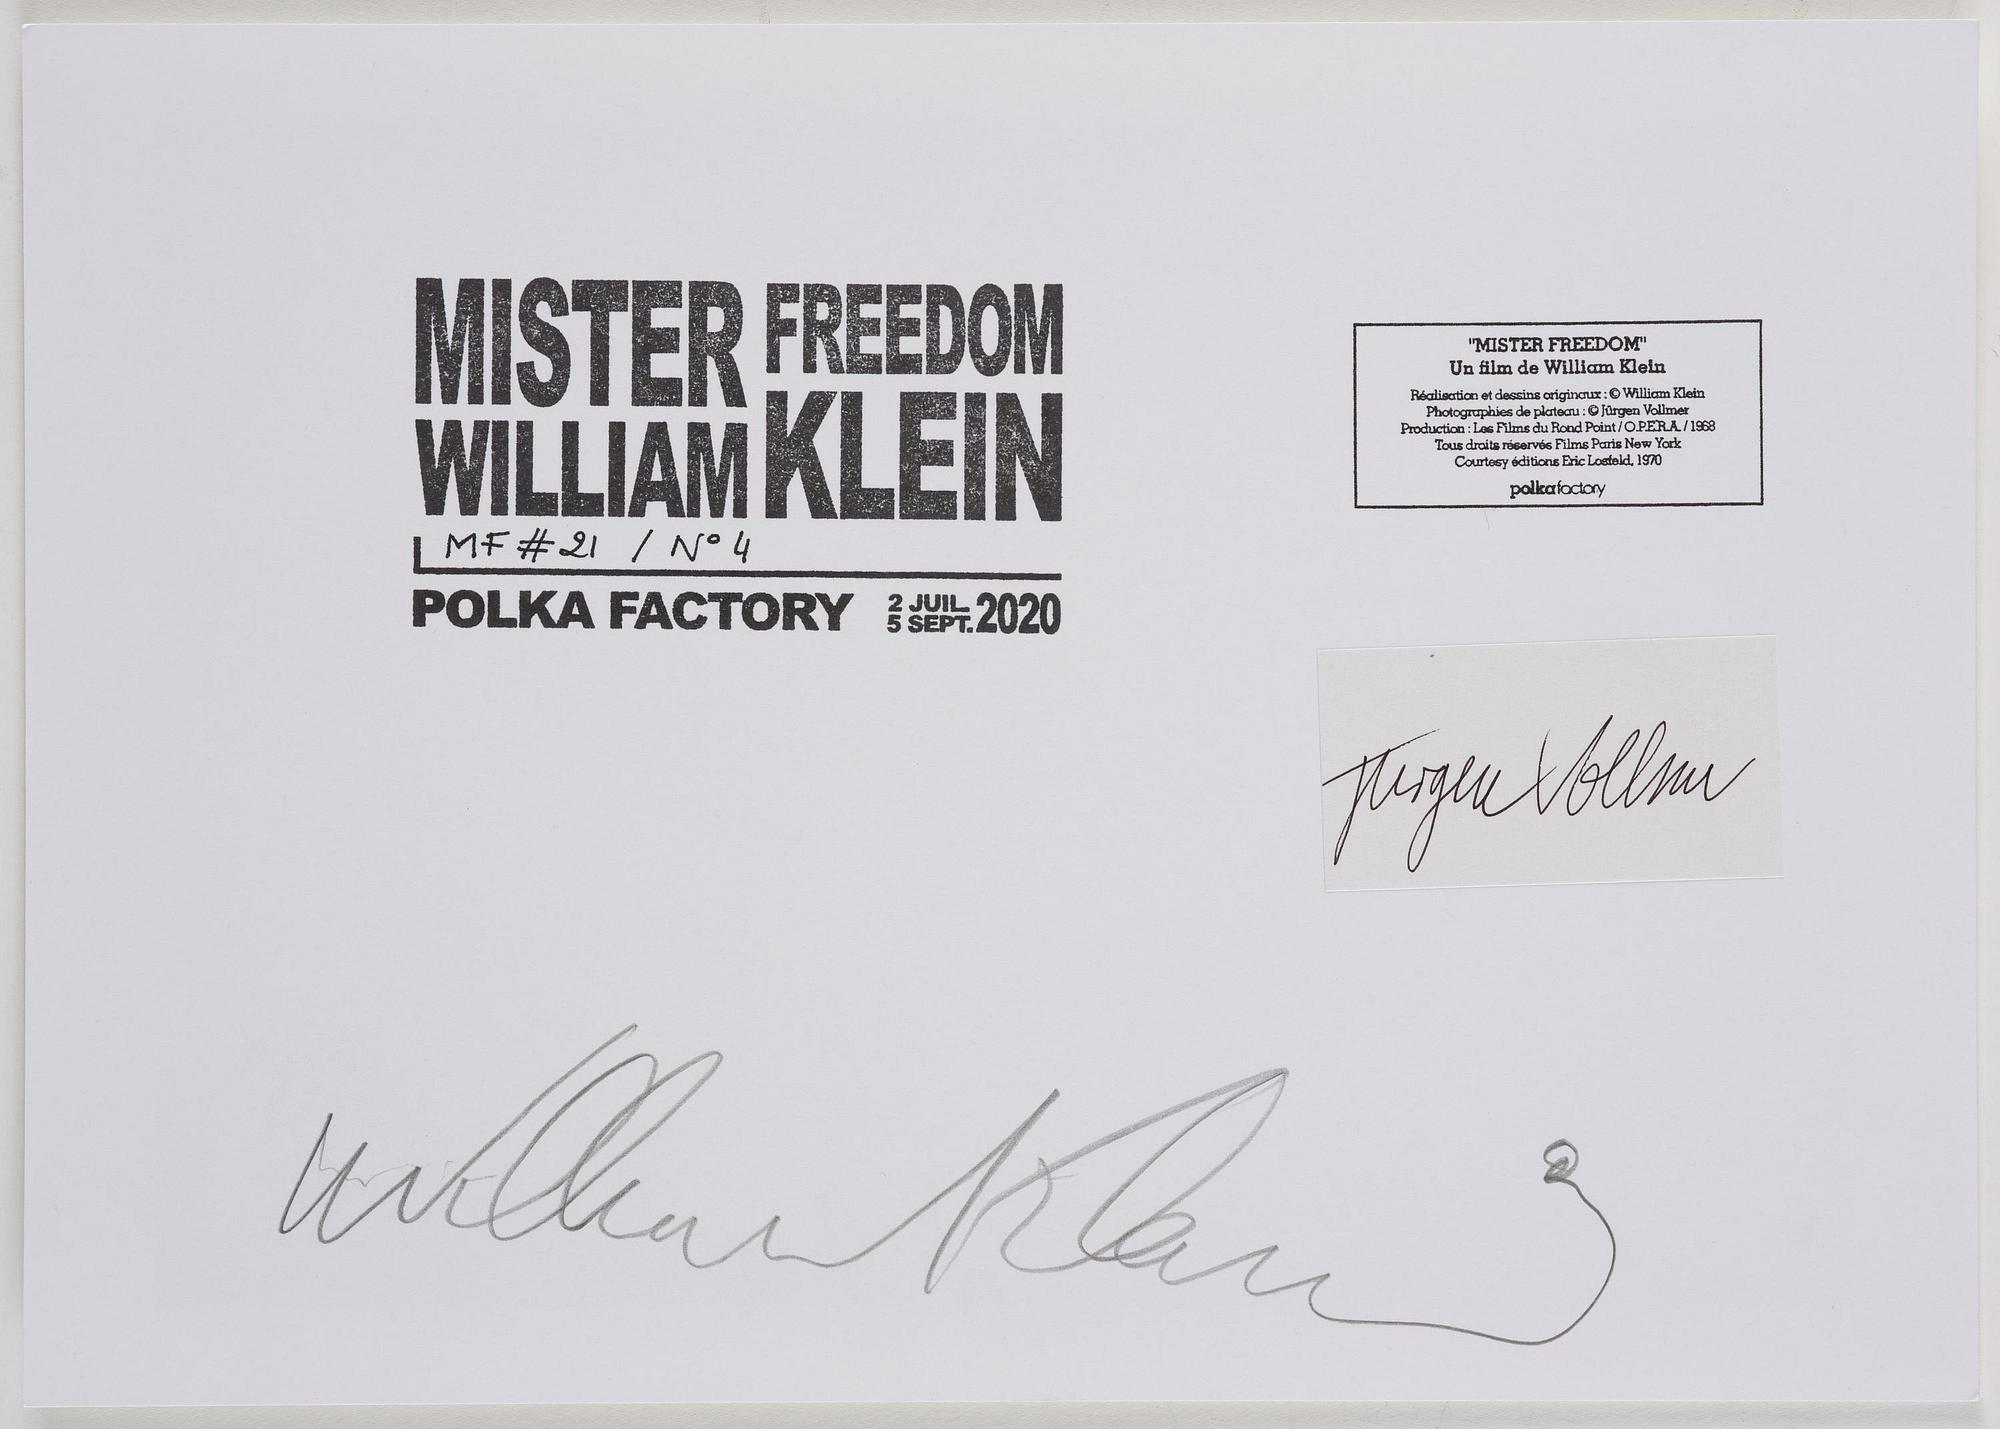 MISTER FREEDOM
WILLIAM KLEIN
MF #21 / N° 4
POLKA FACTORY 2 JUIL. 5 SEPT. 2020
"MISTER FREEDOM"
Un film de William Klein
Réalisation et dessins originaux : © William Klein
Photographies de plateau : © Jürgen Vollmer
Production : Les Films du Rond Point / O.P.E.R.A. / 1968
Tous droits réservés Films Paris New York
Courtesy éditions Eric Losfeld, 1970
polkafactory
Jürgen Vollmer
William Klein